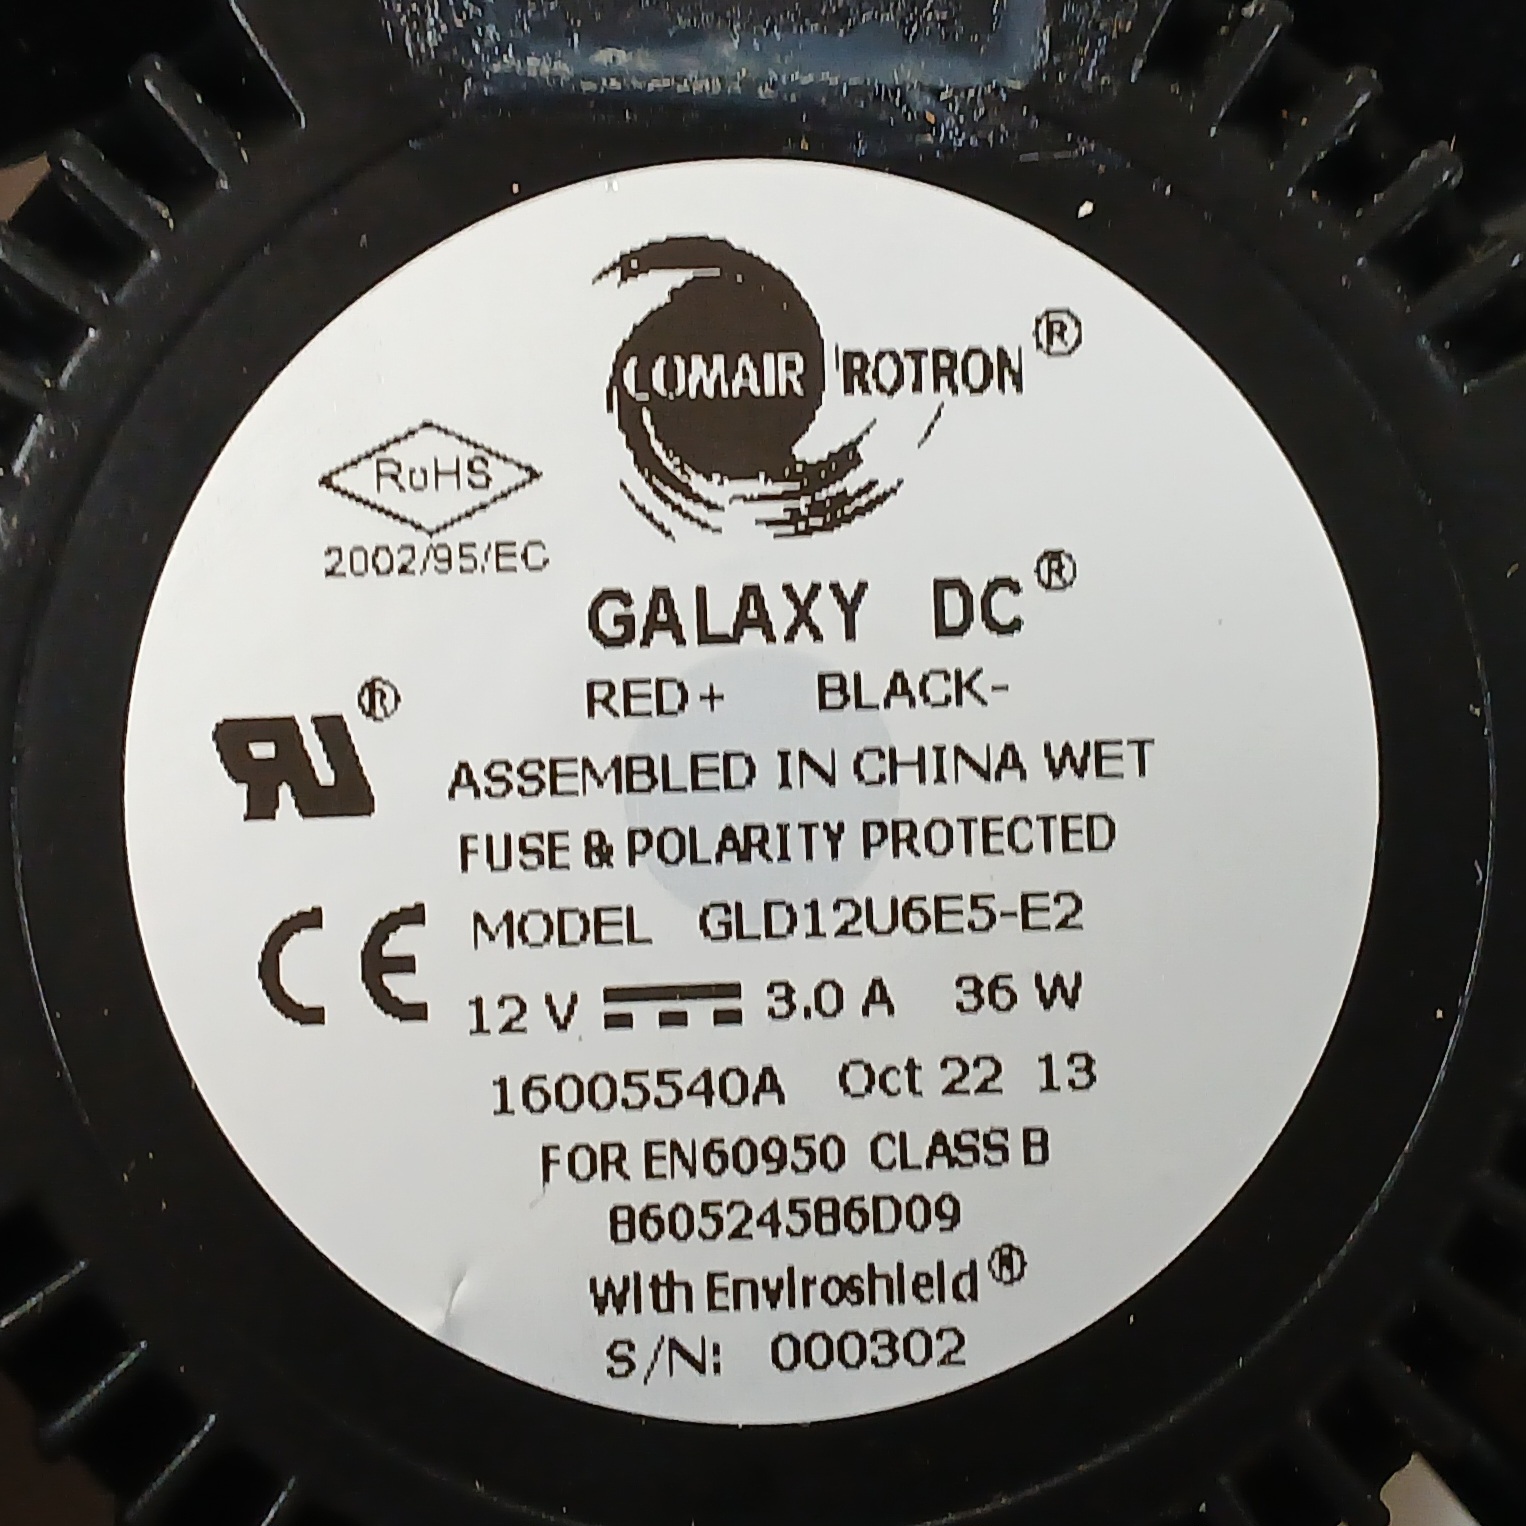 COMAIR ROTRON®
RoHS
2002/95/EC
GALAXY DC®
RED+ BLACK-
®
ASSEMBLED IN CHINA WET
FUSE & POLARITY PROTECTED
CE
MODEL GLD12U6E5-E2
12 V 3.0 A 36 W
16005540A Oct 22 13
FOR EN60950 CLASS B
860524586D09
With Enviroshield®
S/N: 000302